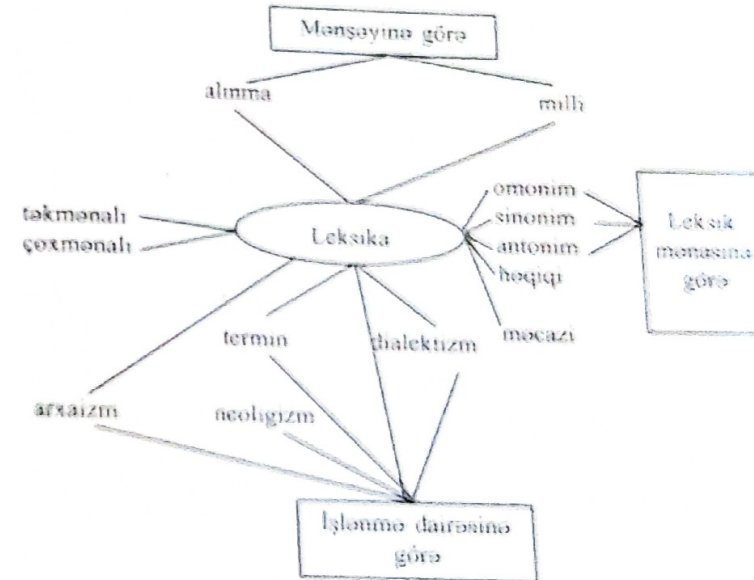 Mənşəyinə görə
alınma
milli
omonim
təkmənalı
sinonim
Leksik
çoxmənalı
Leksika
antonim
mənasına
həqiqi
görə
termin
dialektizm
məcazi
arxaizm
neoligizm
İşlənmə dairəsinə
görə